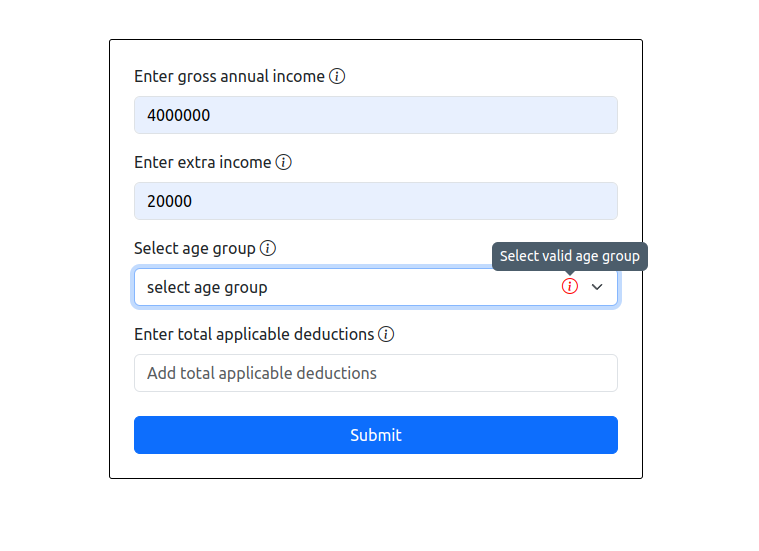 Enter gross annual income
4000000
Enter extra income
20000
Select age group
Select valid age group
select age group
Enter total applicable deductions
Add total applicable deductions
Submit